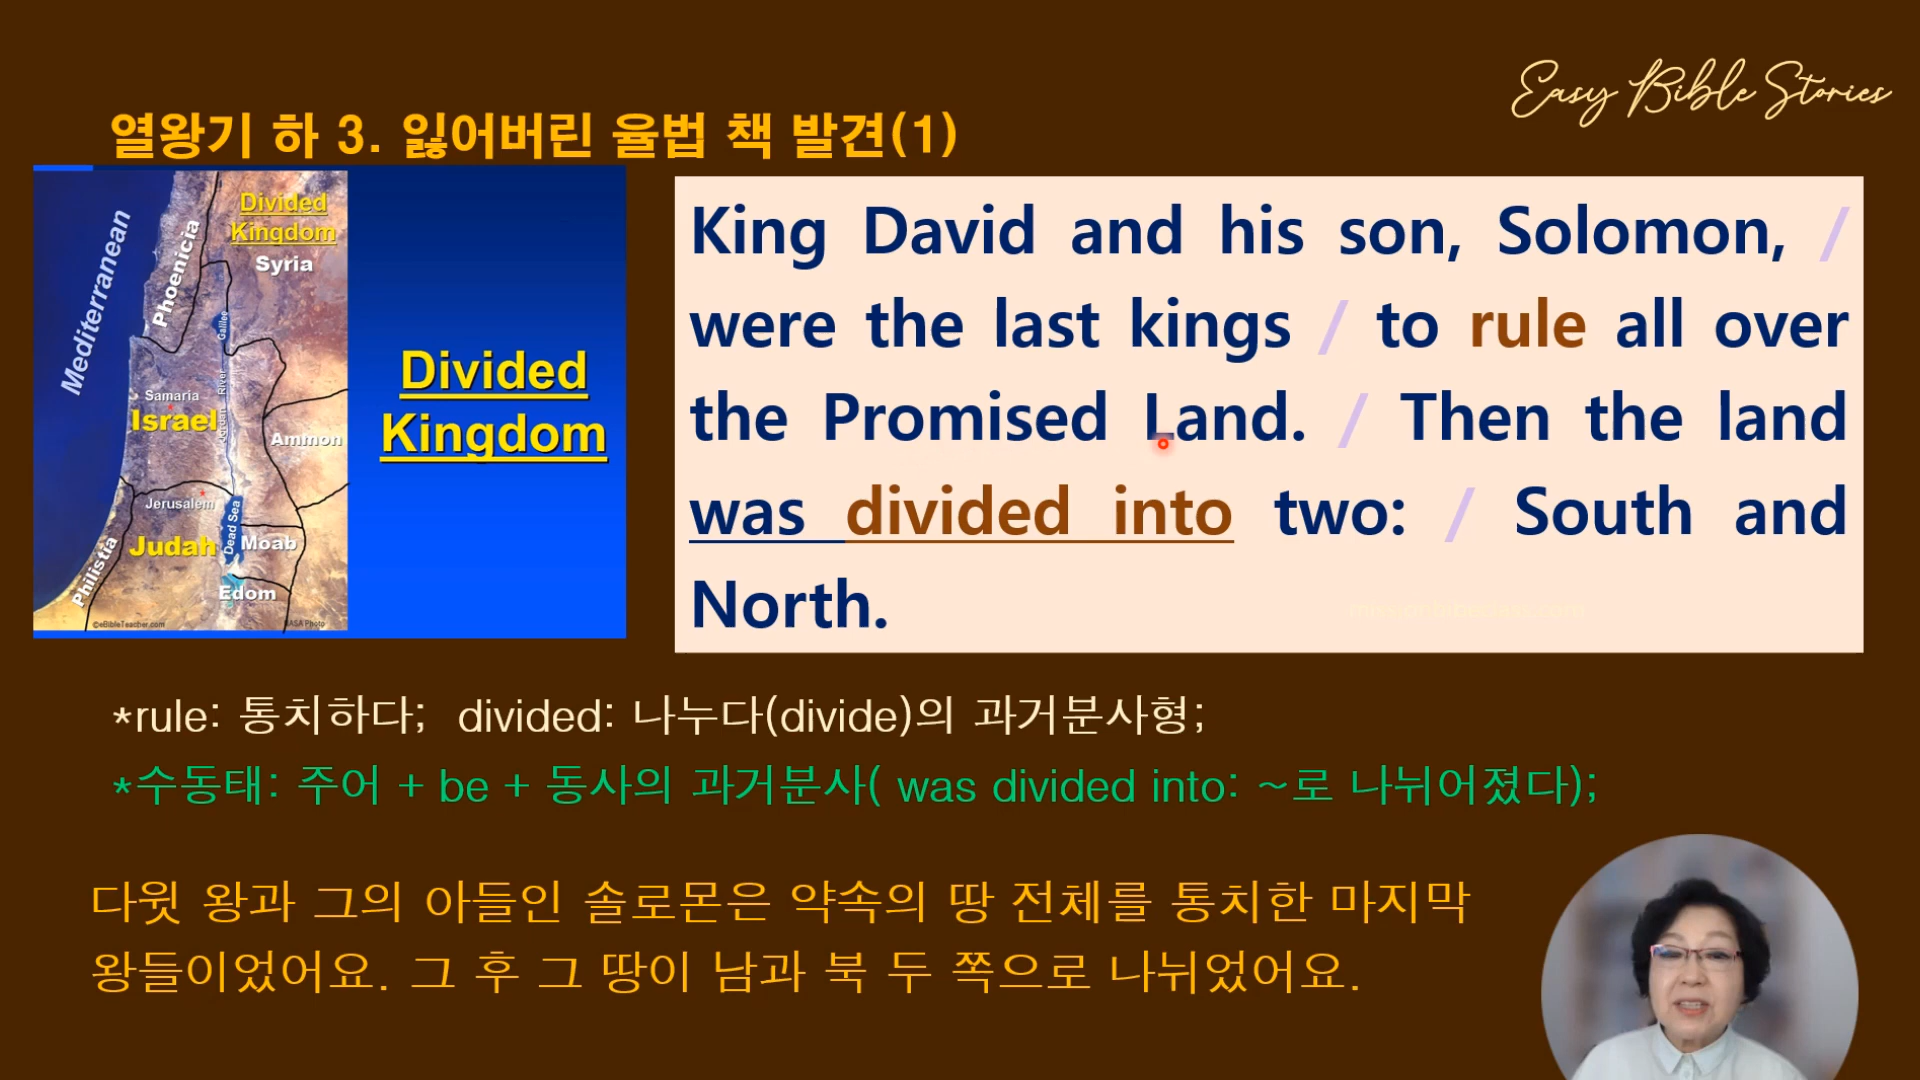 Easy Bible Stories
열왕기 하 3. 잃어버린 율법 책 발견(1)
Divided
Kingdom
Syria
Phoenicia
Mediterranean
Galilee
River
Jordan
Samaria
Israel
Ammon
Jerusalem
Dead Sea
Judah
Moab
Philistia
Edom
©eBibleTeacher.com
NASA Photo
Divided
Kingdom
King David and his son, Solomon, /
were the last kings / to rule all over
the Promised Land. / Then the land
was divided into two: / South and
North.
*rule: 통치하다; divided: 나누다(divide)의 과거분사형;
*수동태: 주어 + be + 동사의 과거분사( was divided into: ~로 나뉘어졌다);
다윗 왕과 그의 아들인 솔로몬은 약속의 땅 전체를 통치한 마지막
왕들이었어요. 그 후 그 땅이 남과 북 두 쪽으로 나뉘었어요.